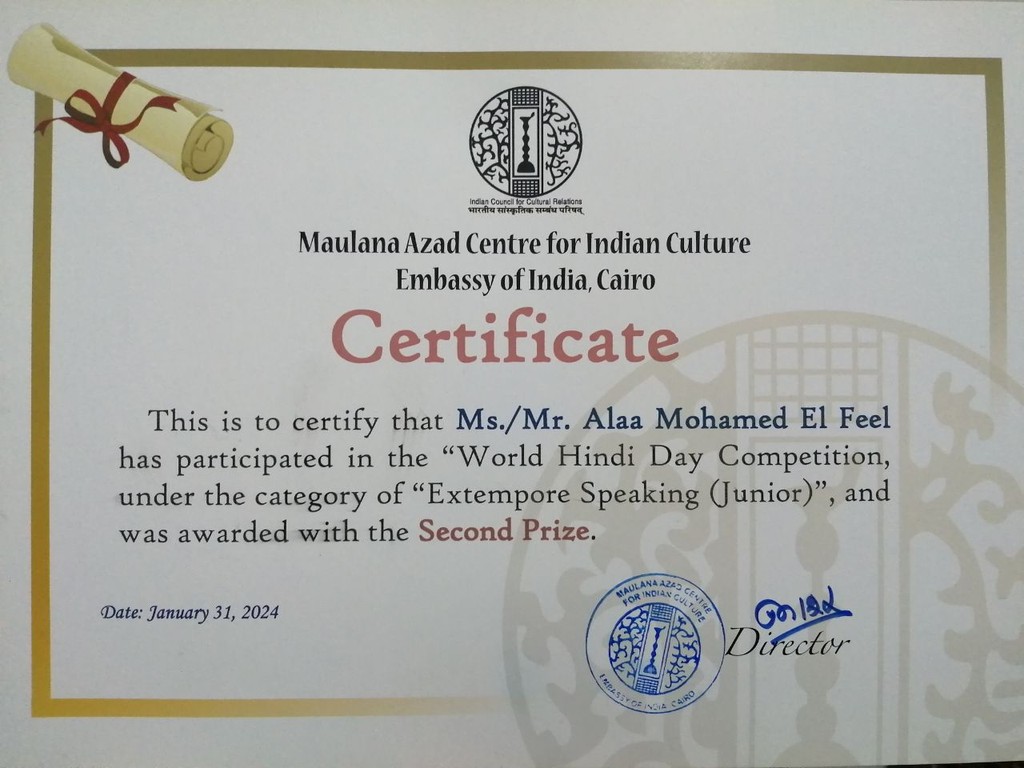 Indian Council for Cultural Relations
भारतीय सांस्कृतिक सम्बंध परिषद्
Maulana Azad Centre for Indian Culture
Embassy of India, Cairo
Certificate
This is to certify that Ms./Mr. Alaa Mohamed El Feel
has participated in the “World Hindi Day Competition,
under the category of “Extempore Speaking (Junior)”, and
was awarded with the Second Prize.
Date: January 31, 2024
MAULANA AZAD CENTRE
FOR INDIAN CULTURE
EMBASSY OF INDIA, CAIRO
Director